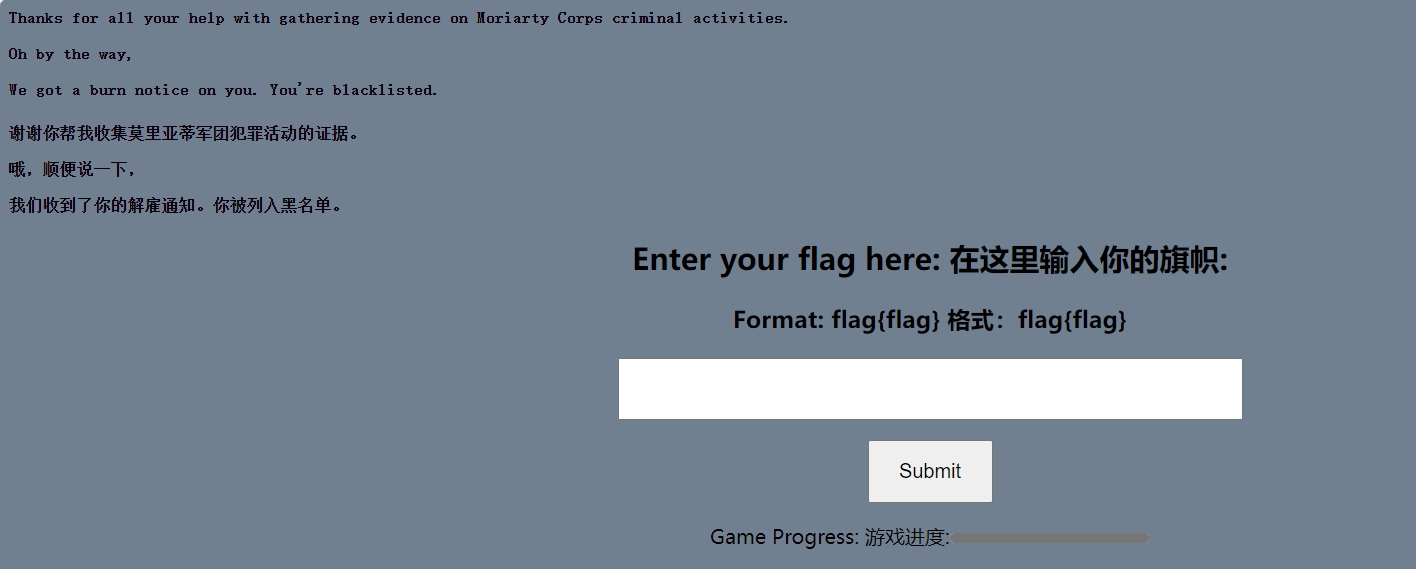 Thanks for all your help with gathering evidence on Moriarty Corps criminal activities.
Oh by the way,
We got a burn notice on you. You're blacklisted.
谢谢你帮我收集莫里亚蒂军团犯罪活动的证据。
哦，顺便说一下，
我们收到了你的解雇通知。你被列入黑名单。
Enter your flag here: 在这里输入你的旗帜:
Format: flag{flag} 格式：flag{flag}
Submit
Game Progress: 游戏进度: